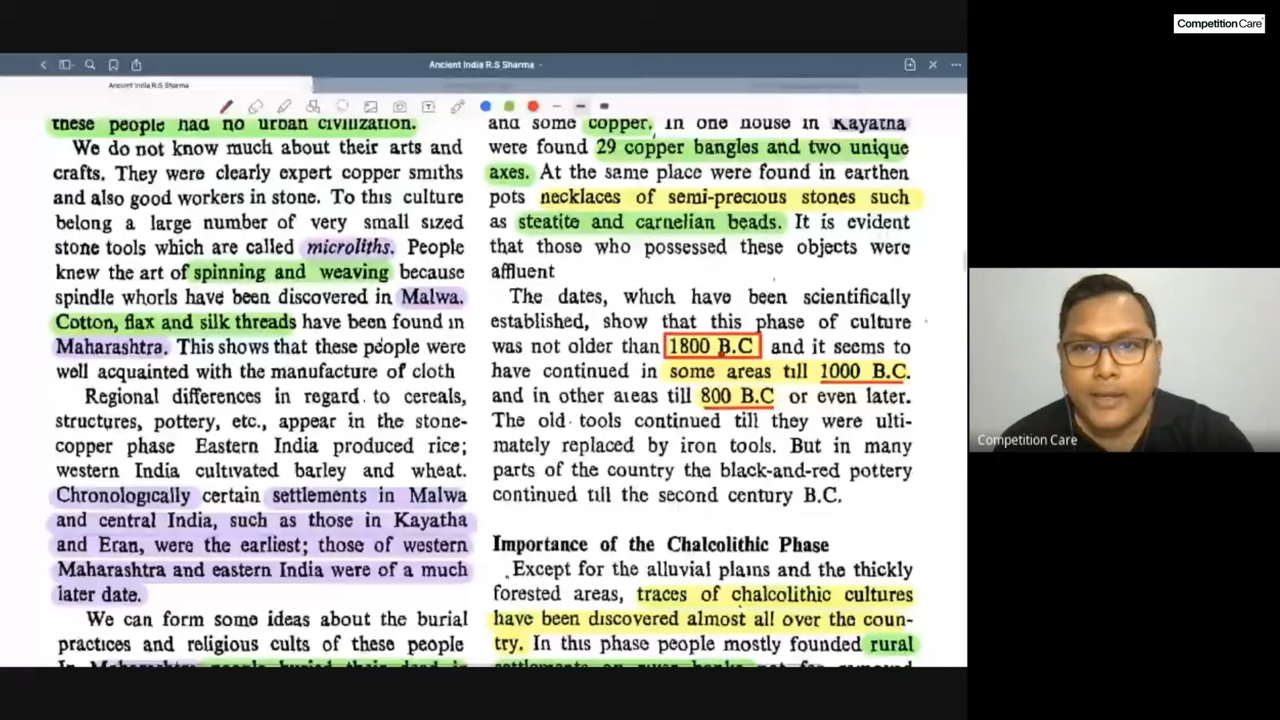 CompetitionCare
Ancient India R.S Sharma
Ancient India R.S Sharma
these people had no urban civilization.
We do not know much about their arts and
crafts. They were clearly expert copper smiths
and also good workers in stone. To this culture
belong a large number of very small sized
stone tools which are called microliths. People
knew the art of spinning and weaving because
spindle whorls have been discovered in Malwa.
Cotton, flax and silk threads have been found in
Maharashtra. This shows that these people were
well acquainted with the manufacture of cloth
Regional differences in regard to cereals,
structures, pottery, etc., appear in the stone-
copper phase Eastern India produced rice;
western India cultivated barley and wheat.
Chronologically certain settlements in Malwa
and central India, such as those in Kayatha
and Eran, were the earliest; those of western
Maharashtra and eastern India were of a much
later date.
We can form some ideas about the burial
practices and religious cults of these people
In Maharashtra people buried their dead in
and some copper. In one house in Kayatha
were found 29 copper bangles and two unique
axes. At the same place were found in earthen
pots necklaces of semi-precious stones such
as steatite and carnelian beads. It is evident
that those who possessed these objects were
affluent
The dates, which have been scientifically
established, show that this phase of culture
was not older than 1800 B.C and it seems to
have continued in some areas till 1000 B.C.
and in other areas till 800 B.C or even later.
The old tools continued till they were ulti-
mately replaced by iron tools. But in many
parts of the country the black-and-red pottery
continued till the second century B.C.
Importance of the Chalcolithic Phase
Except for the alluvial plains and the thickly
forested areas, traces of chalcolithic cultures
have been discovered almost all over the coun-
try. In this phase people mostly founded rural
settlements on river banks not far removed
Competition Care